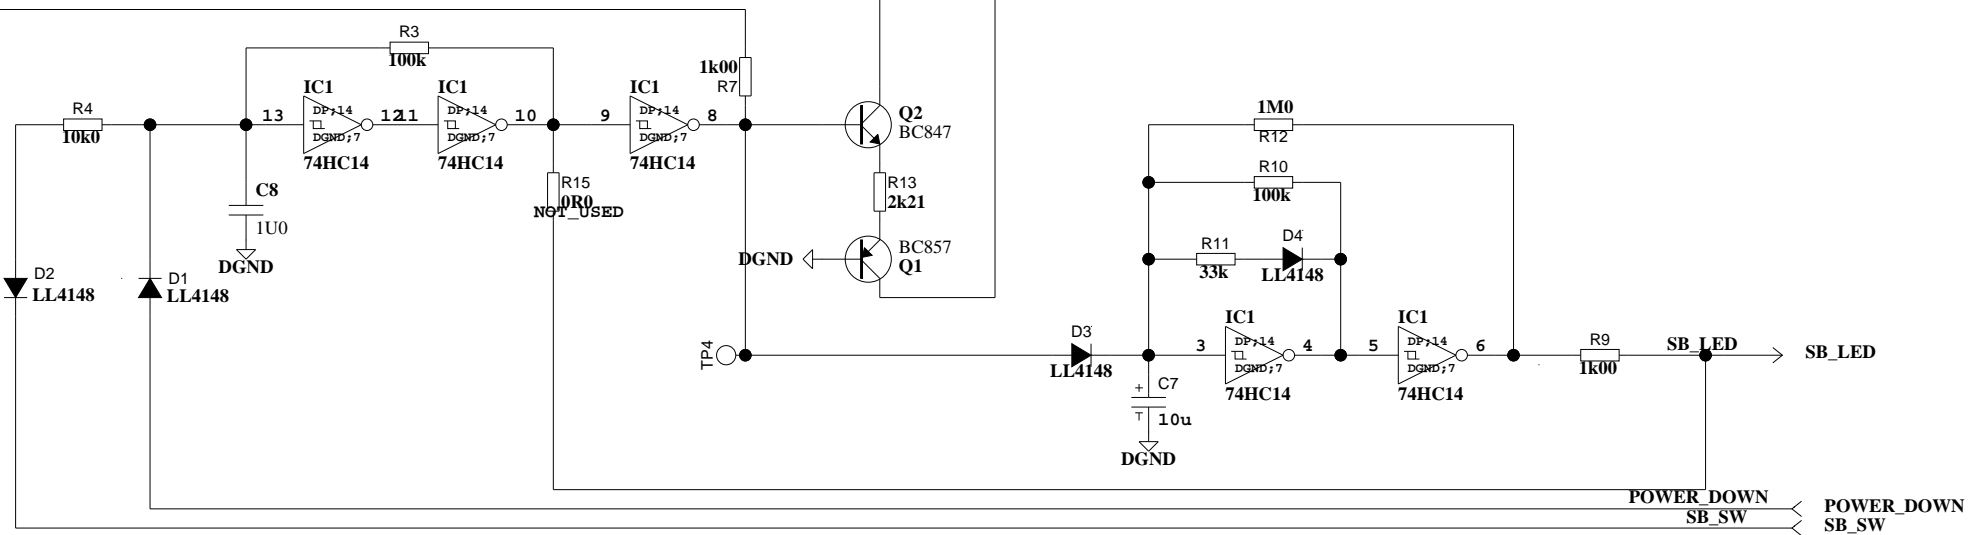 R3
100k
1k00
R7
IC1
IC1
IC1
R4
10k0
13
DP;14
DGND;7
74HC14
12
11
DP;14
DGND;7
74HC14
10
9
DP;14
DGND;7
74HC14
8
Q2
BC847
1M0
R12
C8
1U0
DGND
R15
0R0
NOT_USED
R13
2k21
R10
100k
D2
LL4148
D1
LL4148
DGND
BC857
Q1
R11
33k
D4
LL4148
TP4
D3
LL4148
IC1
3
DP;14
DGND;7
74HC14
4
IC1
5
DP;14
DGND;7
74HC14
6
R9
1k00
SB_LED
SB_LED
+
C7
T
10u
DGND
POWER_DOWN
POWER_DOWN
SB_SW
SB_SW